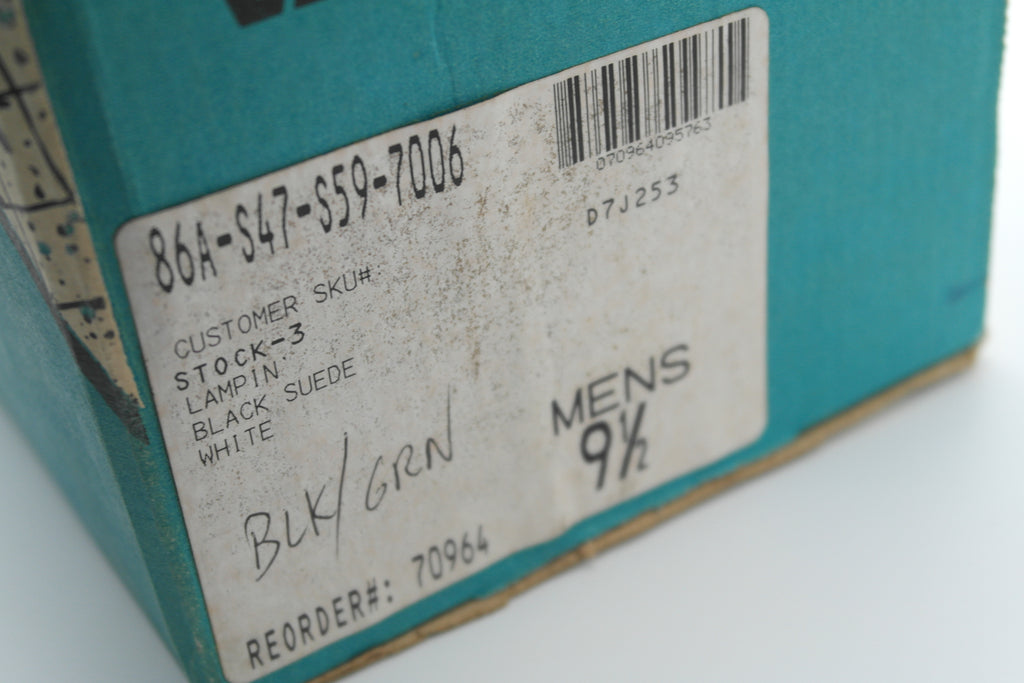 86A-S47-S59-7006
070964095763
D7J253
CUSTOMER SKU#:
STOCK-3
LAMPIN
BLACK SUEDE
WHITE
MENS
9½
BLK/GRN
REORDER#: 70964